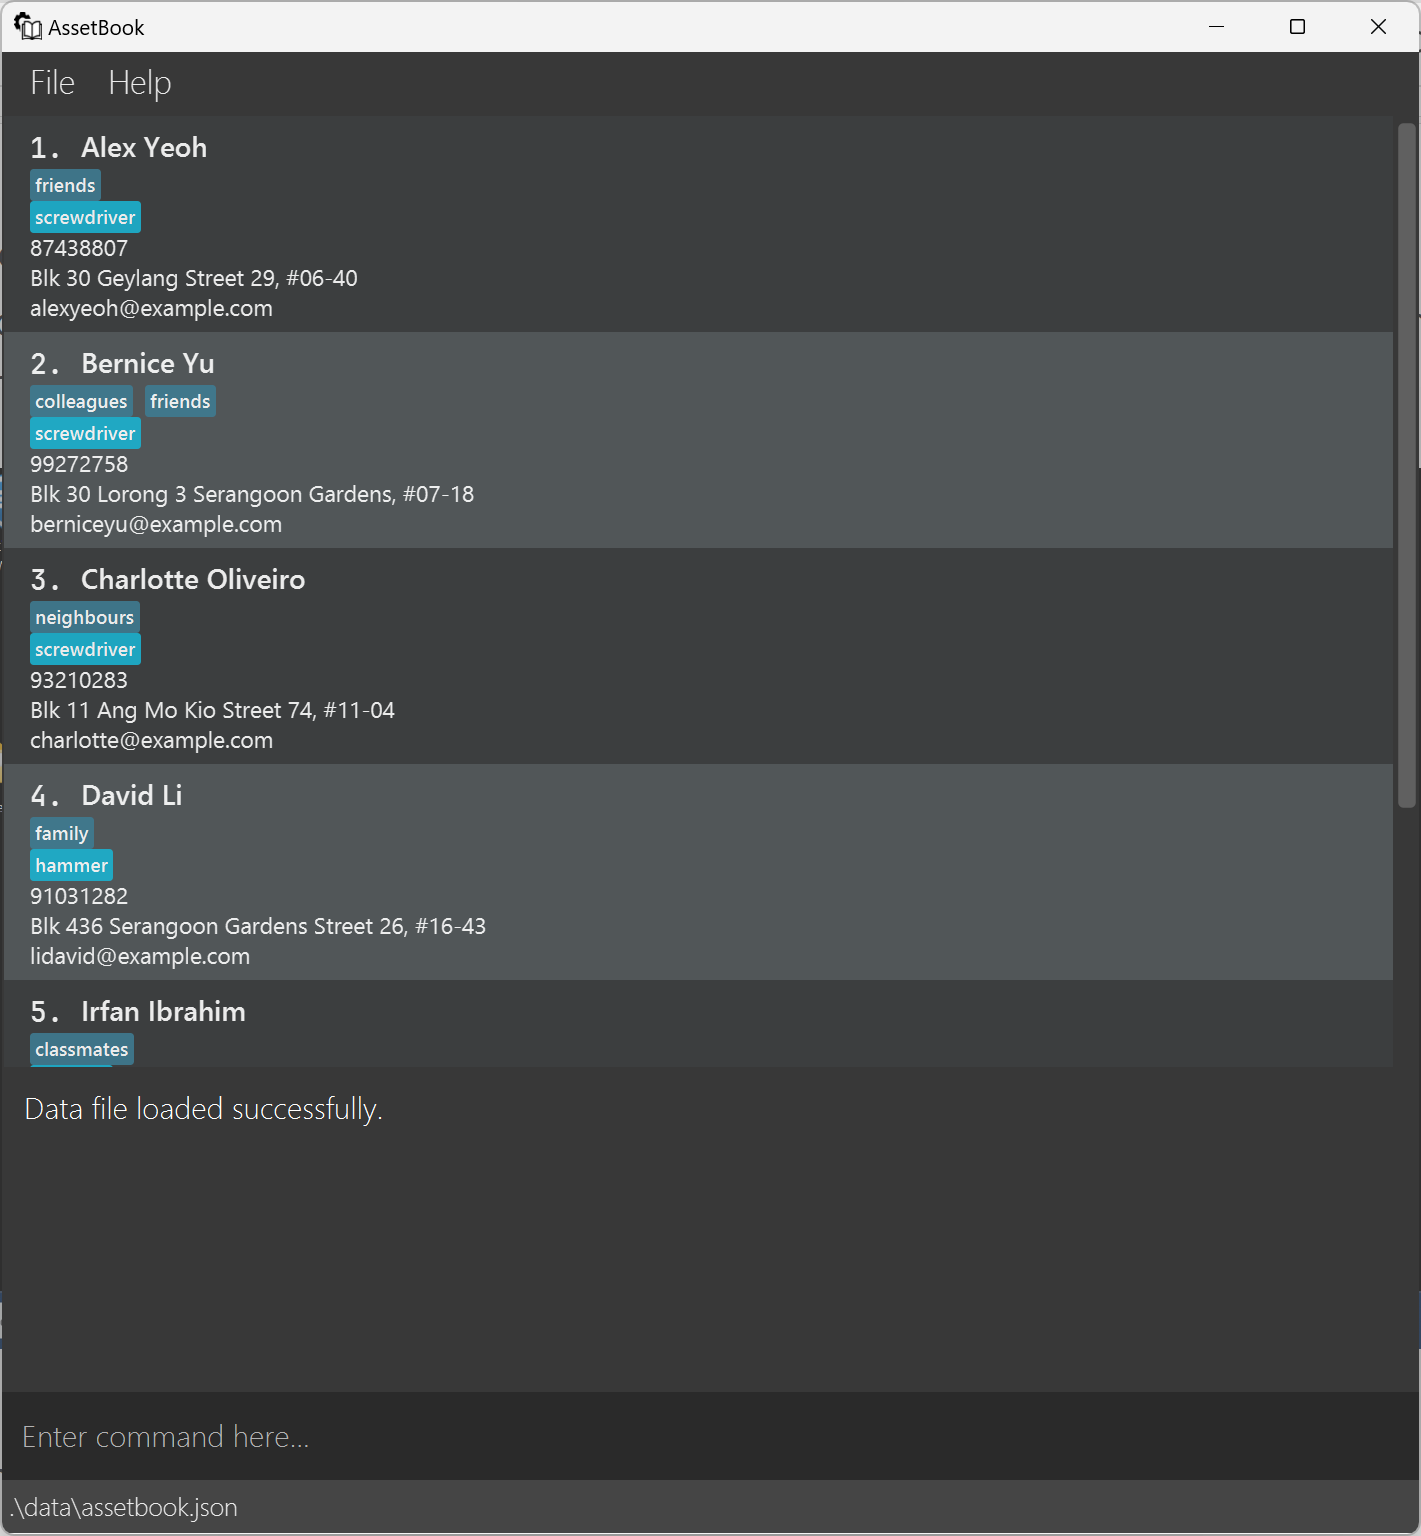 AssetBook
File Help
1. Alex Yeoh
friends
screwdriver
87438807
Blk 30 Geylang Street 29, #06-40
alexyeoh@example.com
2. Bernice Yu
colleagues friends
screwdriver
99272758
Blk 30 Lorong 3 Serangoon Gardens, #07-18
berniceyu@example.com
3. Charlotte Oliveiro
neighbours
screwdriver
93210283
Blk 11 Ang Mo Kio Street 74, #11-04
charlotte@example.com
4. David Li
family
hammer
91031282
Blk 436 Serangoon Gardens Street 26, #16-43
lidavid@example.com
5. Irfan Ibrahim
classmates
Data file loaded successfully.
Enter command here...
.\data\assetbook.json